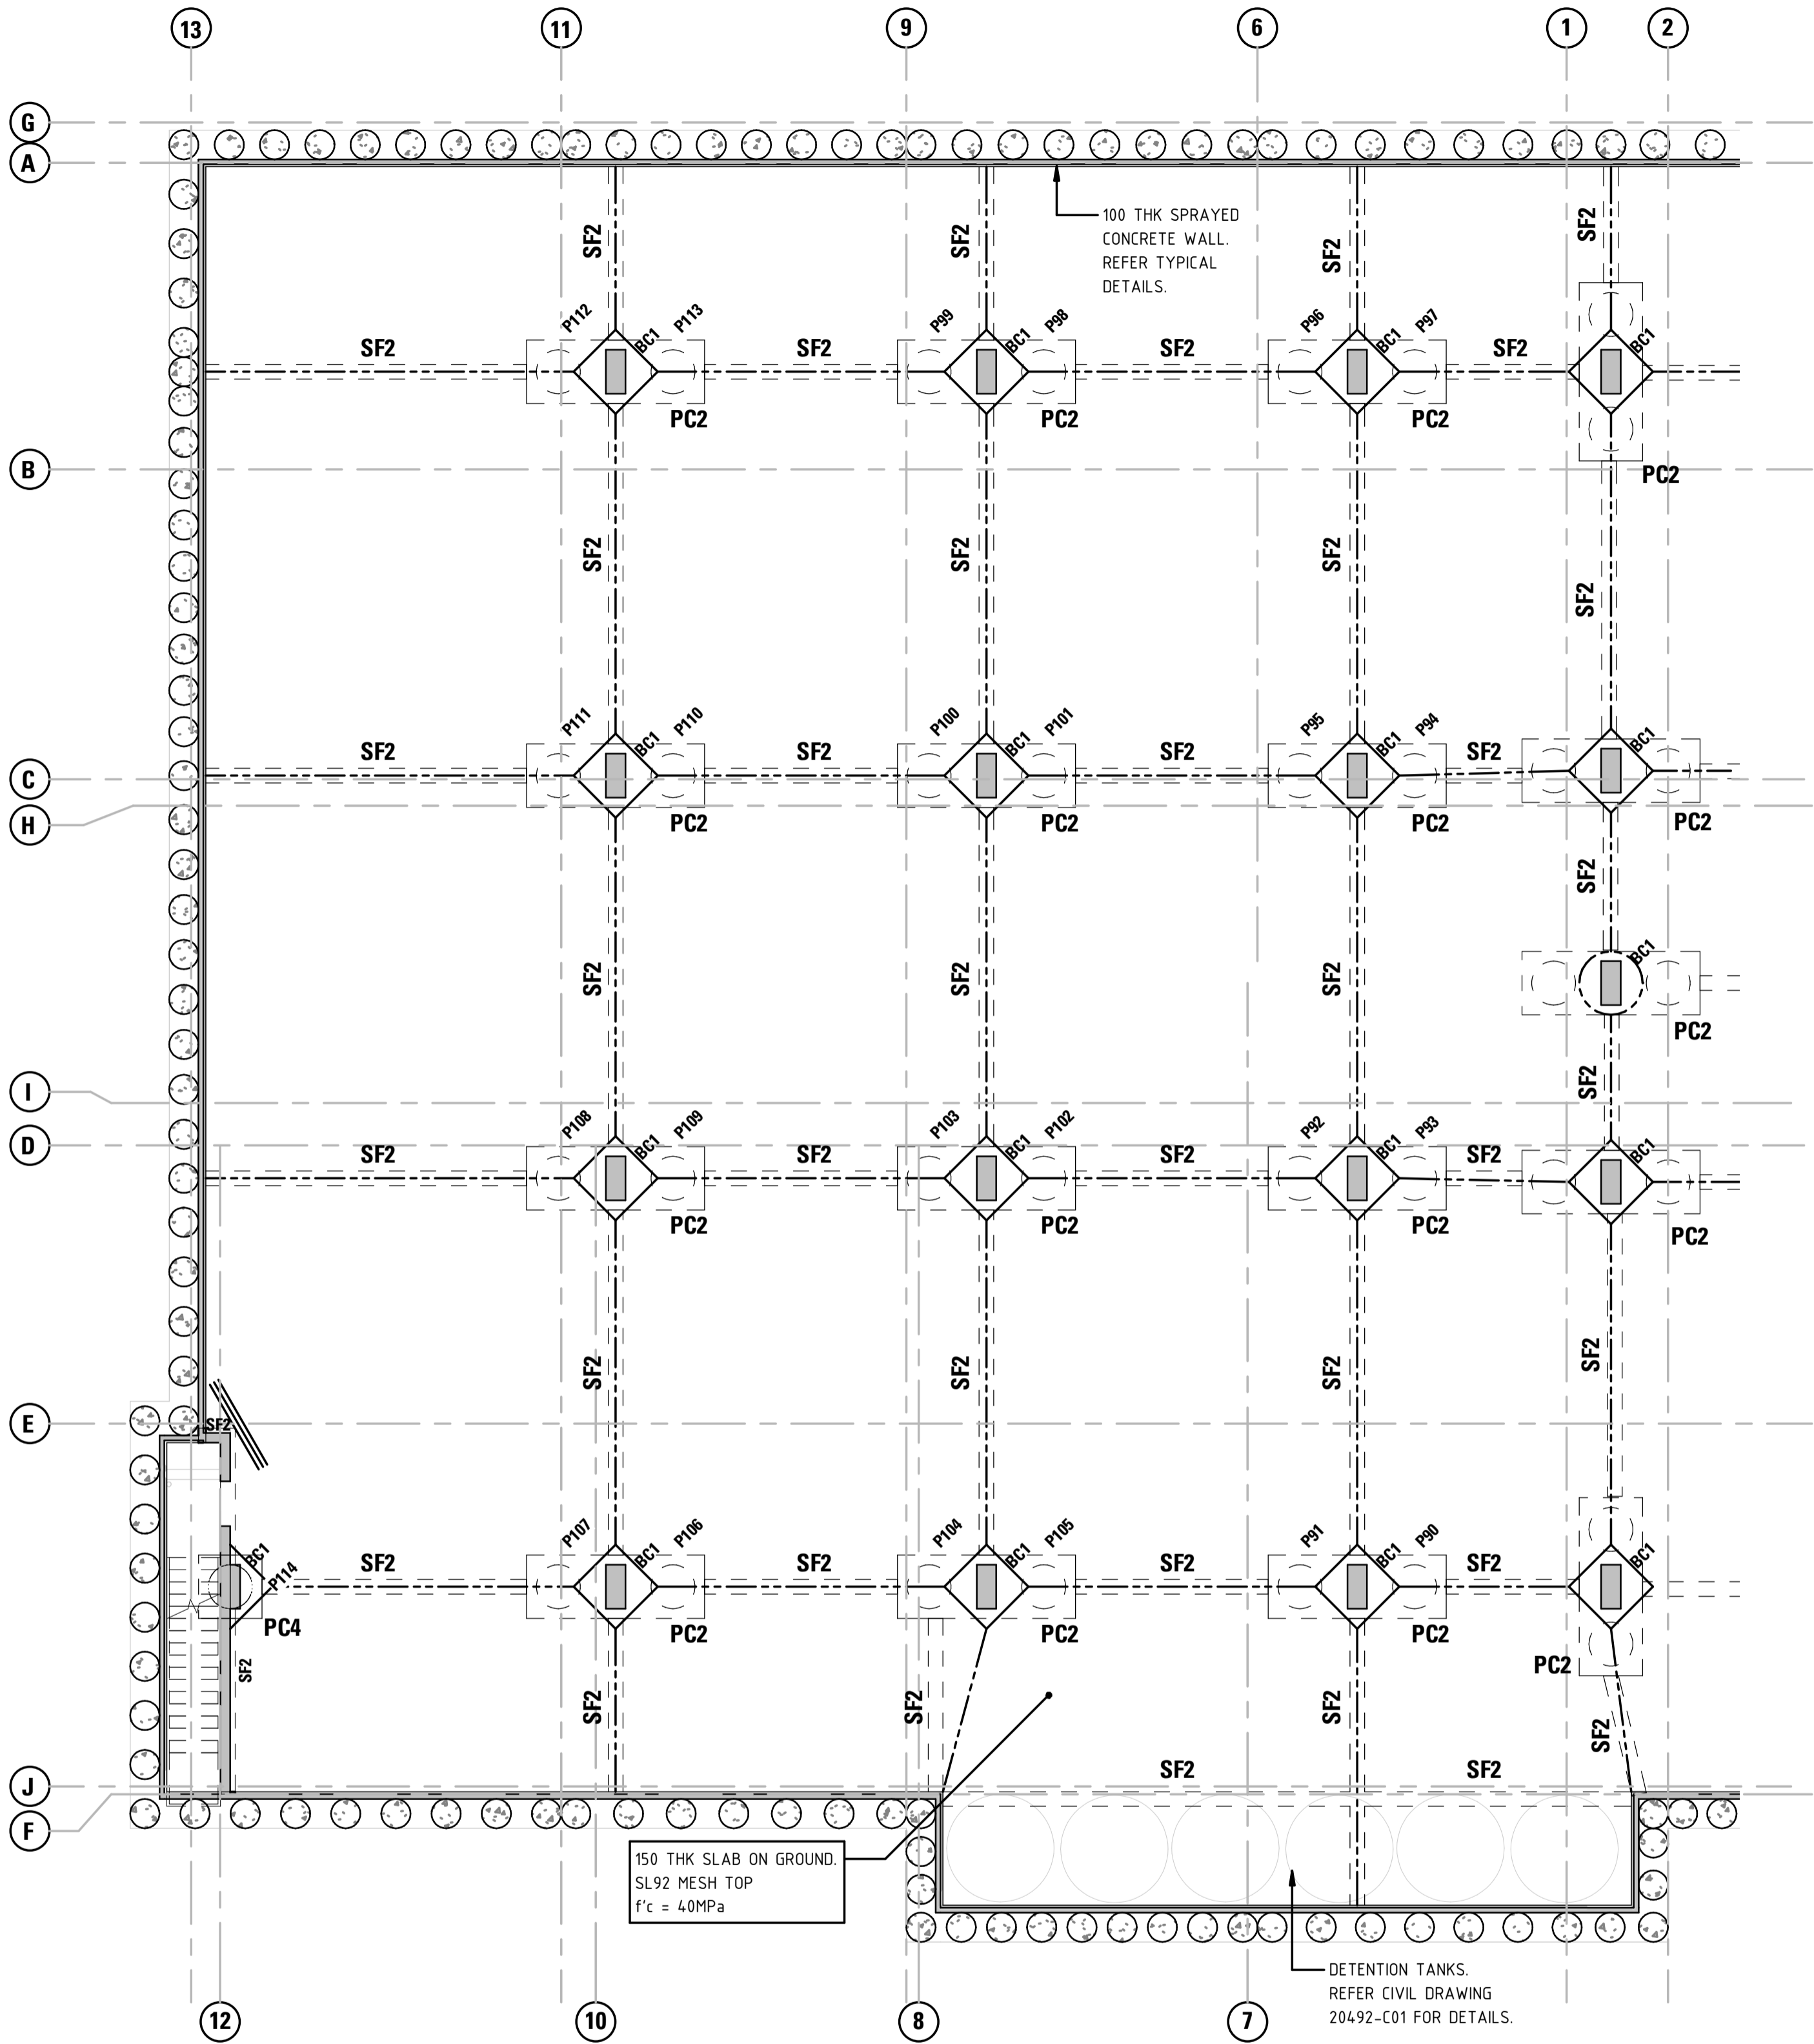 13
11
9
6
1
2
G
A
100 THK SPRAYED
CONCRETE WALL.
REFER TYPICAL
DETAILS.
SF2
SF2
SF2
SF2
P112
P113
P99
P98
P96
P97
SF2
BC1
SF2
BC1
SF2
BC1
SF2
BC1
PC2
PC2
PC2
B
PC2
SF2
SF2
SF2
SF2
P111
P110
P100
P101
P95
P94
SF2
BC1
SF2
BC1
SF2
BC1
SF2
BC1
C
H
PC2
PC2
PC2
PC2
SF2
SF2
SF2
SF2
BC1
PC2
I
SF2
D
P108
P109
P103
P102
P92
P93
SF2
BC1
SF2
BC1
SF2
BC1
SF2
BC1
PC2
PC2
PC2
PC2
SF2
SF2
SF2
SF2
E
SF2
P107
P106
P104
P105
P91
P90
BC1
P114
SF2
BC1
SF2
BC1
SF2
BC1
SF2
BC1
PC4
PC2
PC2
PC2
PC2
SF2
SF2
SF2
SF2
SF2
SF2
SF2
J
F
150 THK SLAB ON GROUND.
SL92 MESH TOP
f'c = 40MPa
DETENTION TANKS.
REFER CIVIL DRAWING
20492-C01 FOR DETAILS.
12
10
8
7